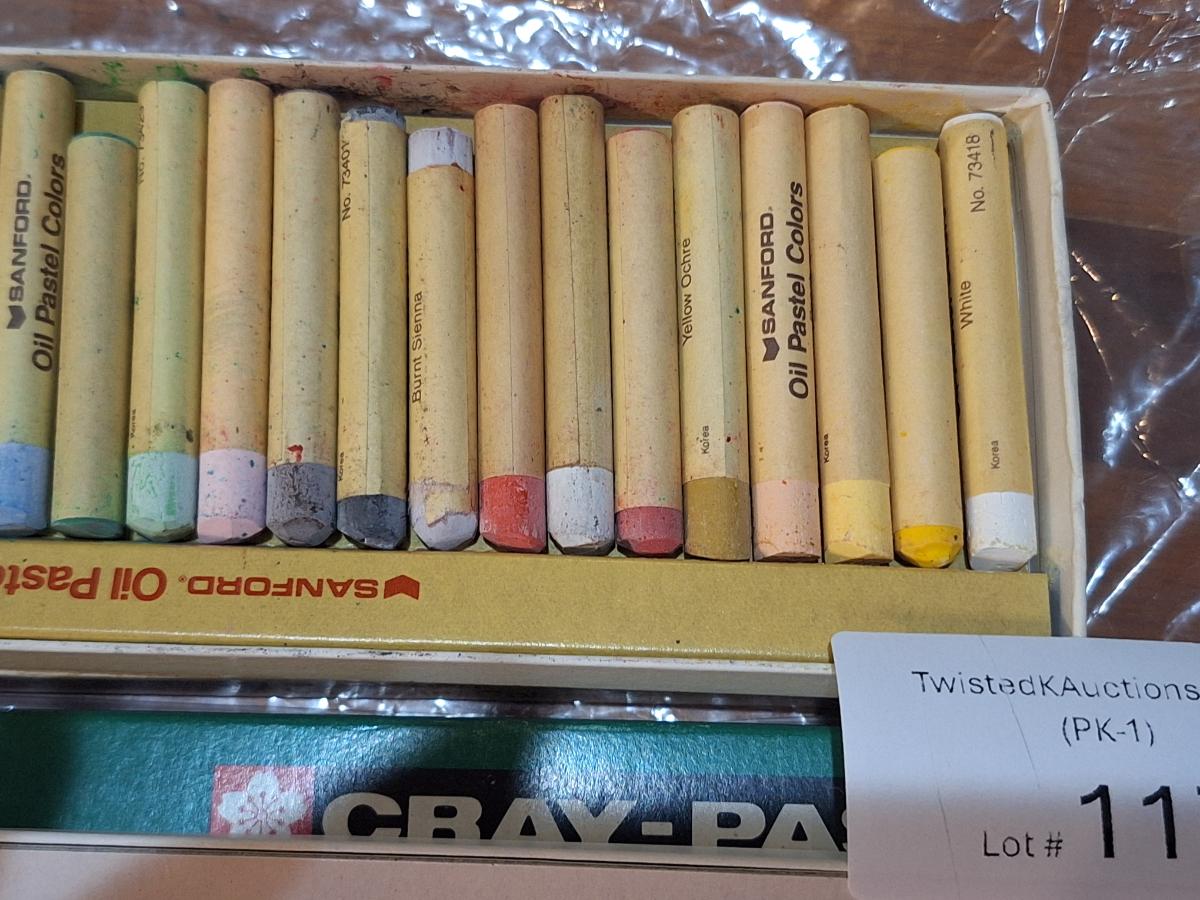 SANFORD®
Oil Pastel Colors
Korea
No. 73407
Korea
Burnt Sienna
Yellow Ochre
Korea
SANFORD®
Oil Pastel Colors
Korea
No. 73418
White
Korea
SANFORD® Oil Paste
CRAY-PAS
TwistedKAuctions
(PK-1)
Lot # 11